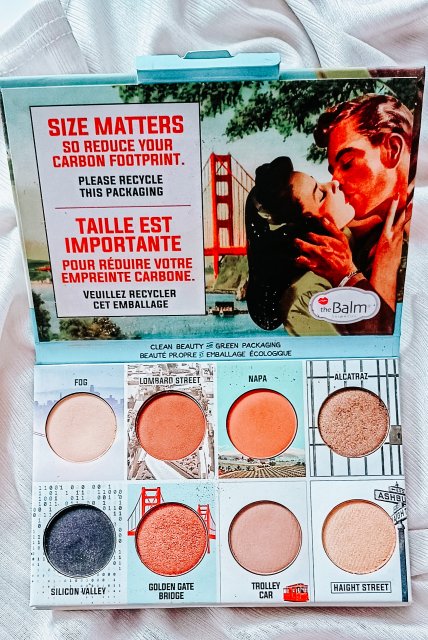 SIZE MATTERS
SO REDUCE YOUR
CARBON FOOTPRINT.
PLEASE RECYCLE
THIS PACKAGING
TAILLE EST
IMPORTANTE
POUR RÉDUIRE VOTRE
EMPREINTE CARBONE.
VEUILLEZ RECYCLER
CET EMBALLAGE
theBalm
CLEAN BEAUTY AND GREEN PACKAGING
BEAUTÉ PROPRE ET EMBALLAGE ÉCOLOGIQUE
FOG
LOMBARD STREET
NAPA
ALCATRAZ
SILICON VALLEY
GOLDEN GATE
BRIDGE
TROLLEY
CAR
ASHB
HAIGHT STREET